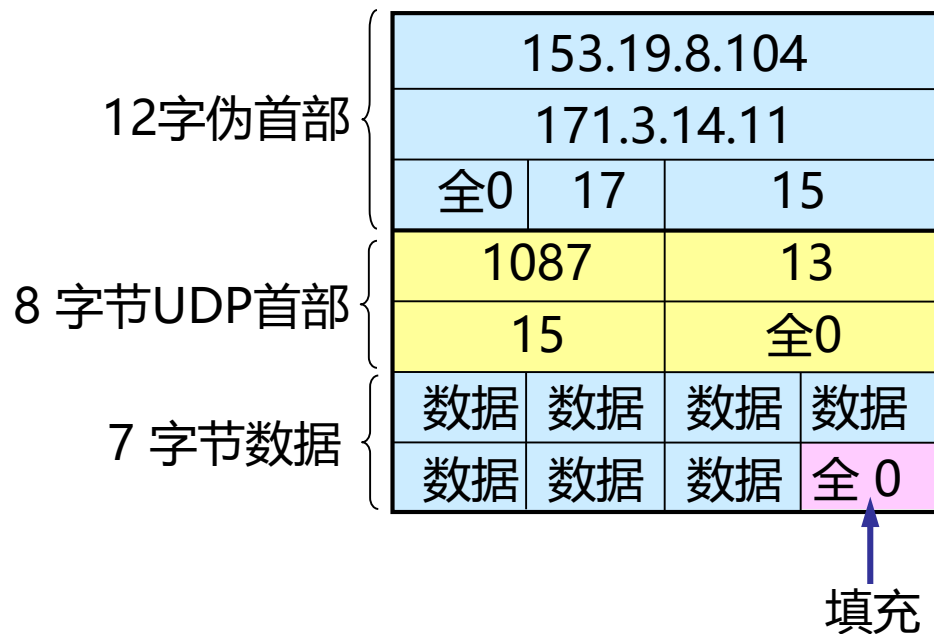 153.19.8.104
12字伪首部
171.3.14.11
全0 17 15
1087 13
8 字节UDP首部
15 全0
数据 数据 数据 数据
7 字节数据
数据 数据 数据 全 0
填充